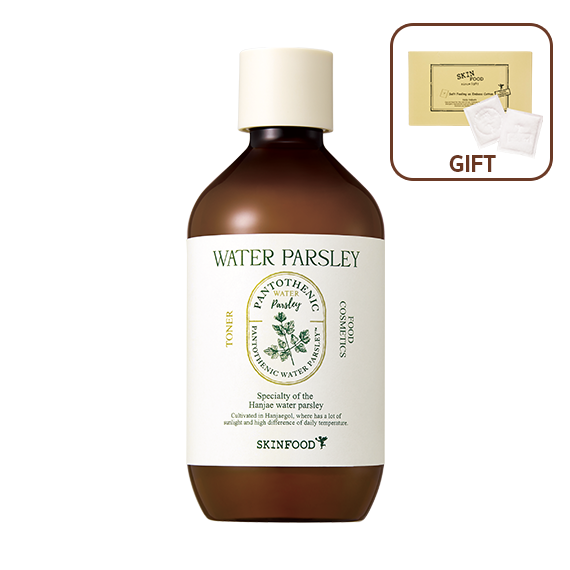 WATER PARSLEY
PANTOTHENIC
WATER
Parsley
PANTOTHENIC WATER PARSLEY™
TONER
FOOD
COSMETICS
Specialty of the
Hanjae water parsley
Cultivated in Hanjaegol, where has a lot of
sunlight and high difference of daily temperature.
SKINFOOD
SKIN
FOOD
GIFT